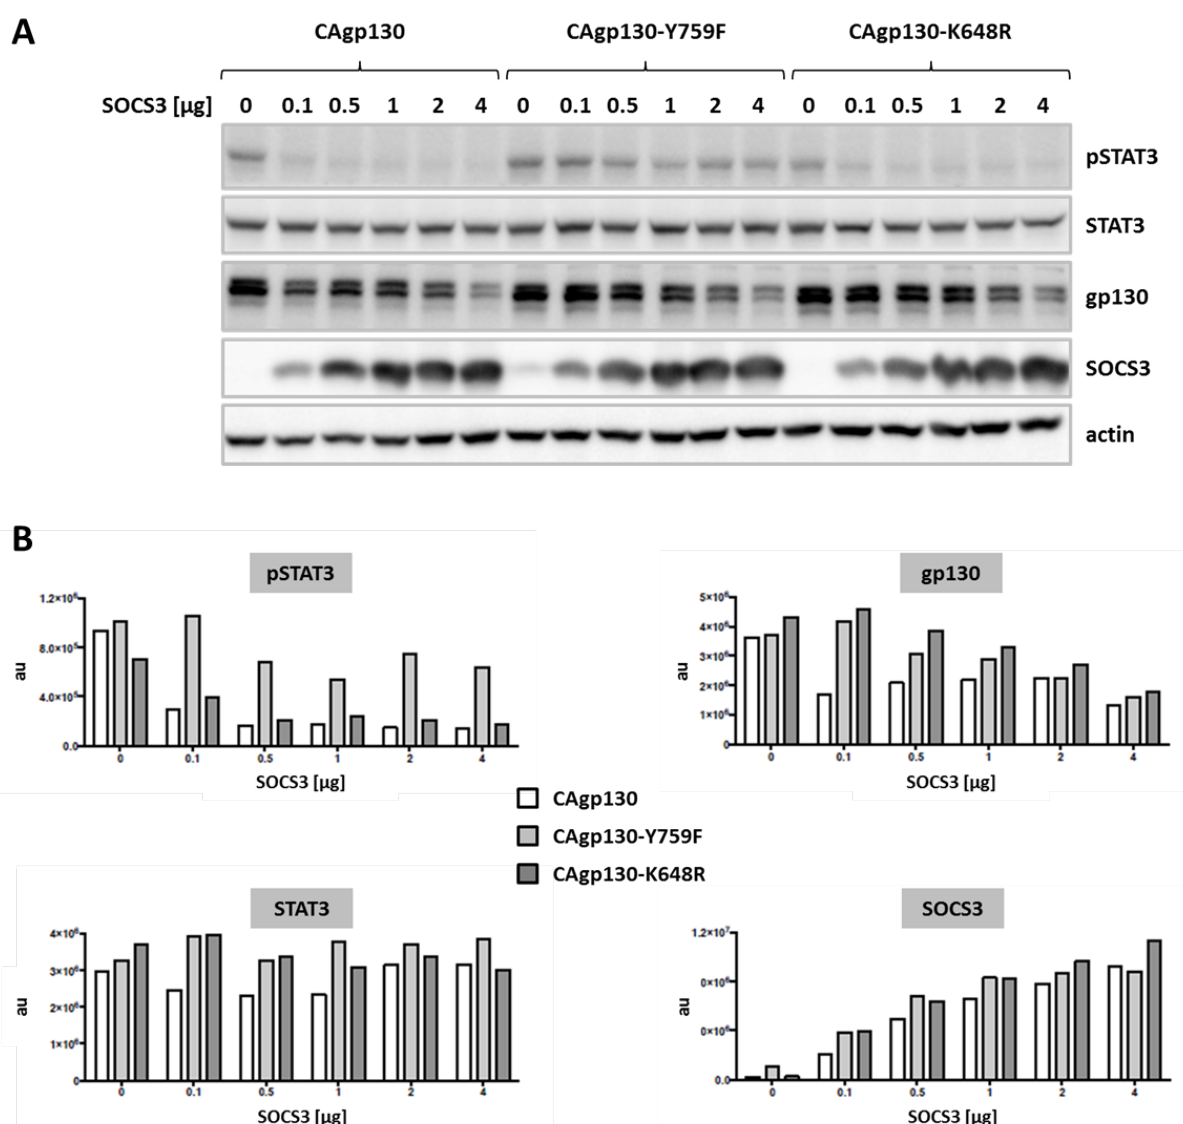 A
CAgp130 CAgp130-Y759F CAgp130-K648R
SOCS3 [µg] 0 0.1 0.5 1 2 4 0 0.1 0.5 1 2 4 0 0.1 0.5 1 2 4
pSTAT3
STAT3
gp130
SOCS3
actin
B
pSTAT3
1.2×10⁶
8.0×10⁵
4.0×10⁵
0.0
au
0 0.1 0.5 1 2 4
SOCS3 [µg]
gp130
5×10⁶
4×10⁶
3×10⁶
2×10⁶
1×10⁶
0
au
0 0.1 0.5 1 2 4
SOCS3 [µg]
CAgp130
CAgp130-Y759F
CAgp130-K648R
STAT3
4×10⁶
3×10⁶
2×10⁶
1×10⁶
0
au
0 0.1 0.5 1 2 4
SOCS3 [µg]
SOCS3
1.2×10⁷
0×10⁶
0×10⁶
0.0
au
0 0.1 0.5 1 2 4
SOCS3 [µg]